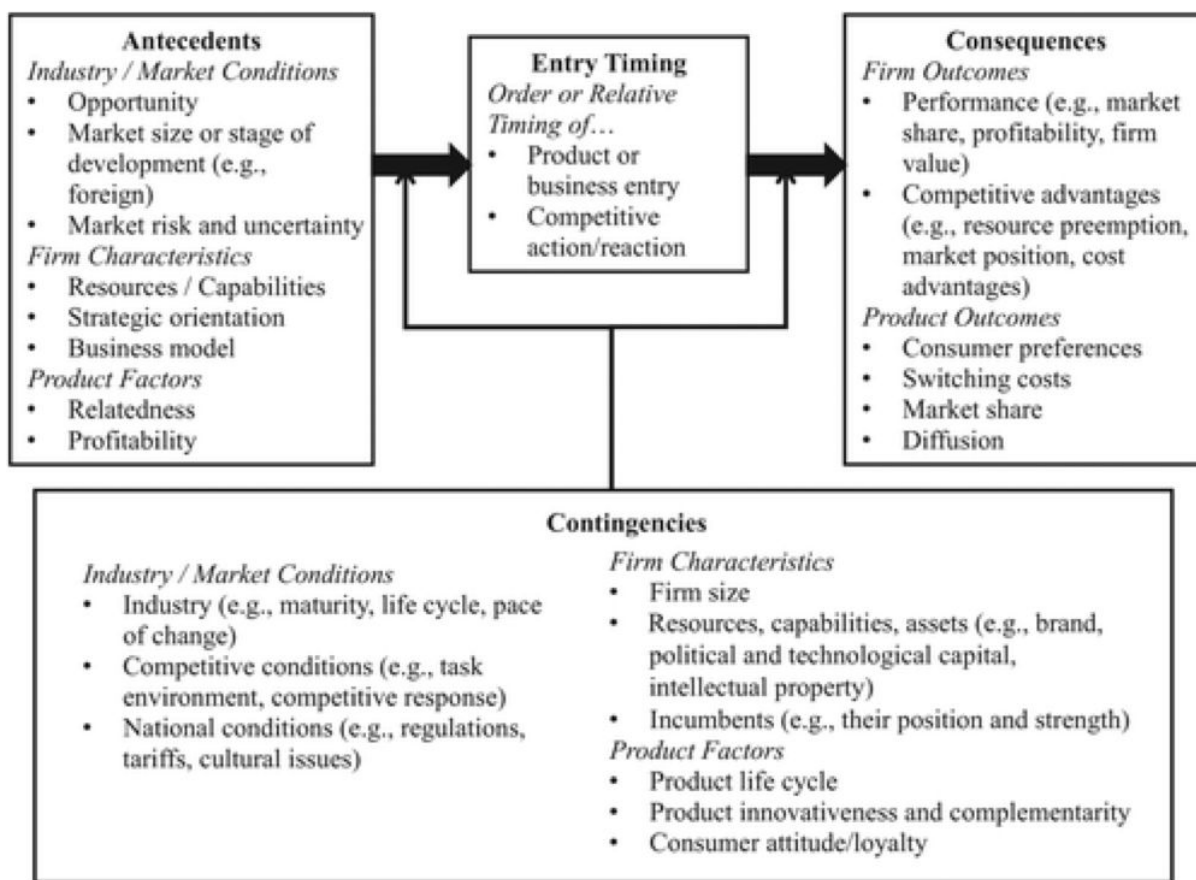 Antecedents
Industry / Market Conditions
• Opportunity
• Market size or stage of
development (e.g.,
foreign)
• Market risk and uncertainty
Firm Characteristics
• Resources / Capabilities
• Strategic orientation
• Business model
Product Factors
• Relatedness
• Profitability
Entry Timing
Order or Relative
Timing of…
• Product or
business entry
• Competitive
action/reaction
Consequences
Firm Outcomes
• Performance (e.g., market
share, profitability, firm
value)
• Competitive advantages
(e.g., resource preemption,
market position, cost
advantages)
Product Outcomes
• Consumer preferences
• Switching costs
• Market share
• Diffusion
Contingencies
Industry / Market Conditions
• Industry (e.g., maturity, life cycle, pace
of change)
• Competitive conditions (e.g., task
environment, competitive response)
• National conditions (e.g., regulations,
tariffs, cultural issues)
Firm Characteristics
• Firm size
• Resources, capabilities, assets (e.g., brand,
political and technological capital,
intellectual property)
• Incumbents (e.g., their position and strength)
Product Factors
• Product life cycle
• Product innovativeness and complementarity
• Consumer attitude/loyalty